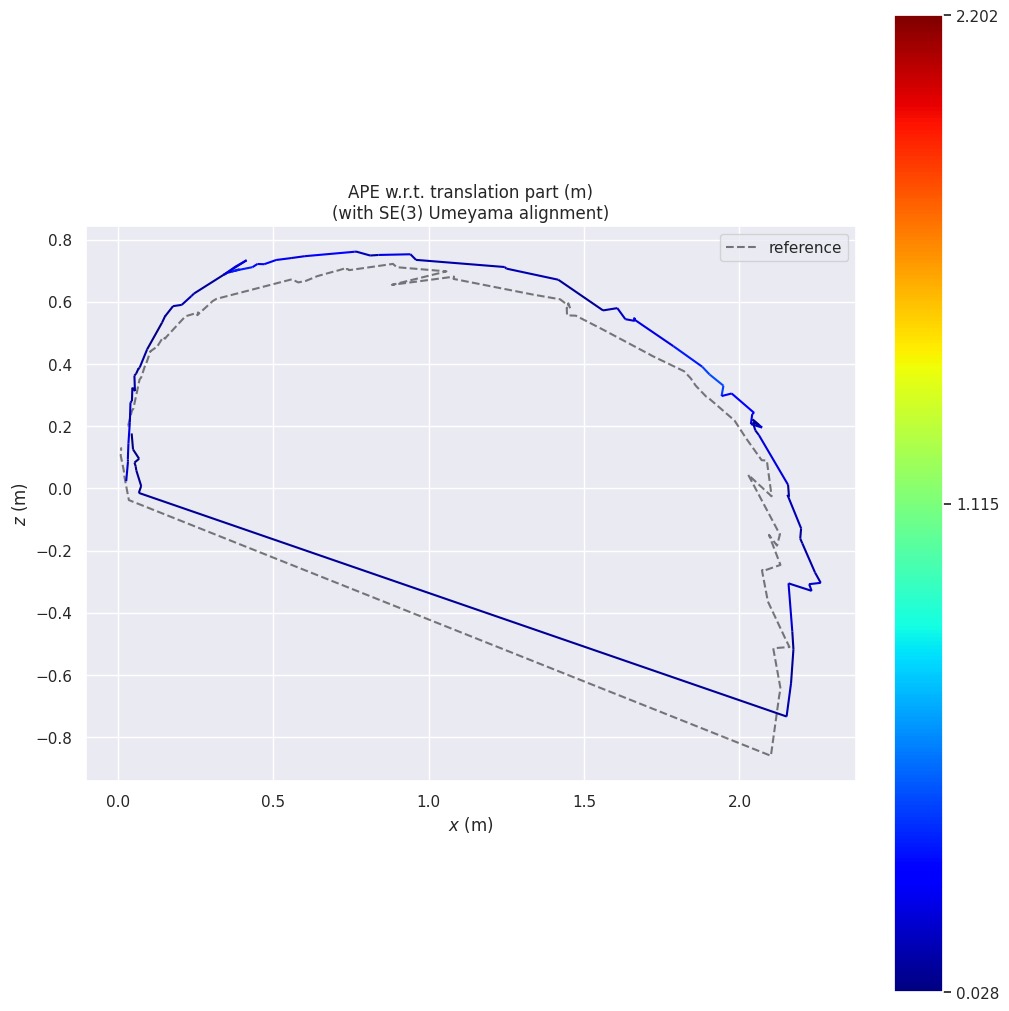 APE w.r.t. translation part (m)
(with SE(3) Umeyama alignment)
reference
0.8
0.6
0.4
0.2
0.0
−0.2
−0.4
−0.6
−0.8
z (m)
0.0 0.5 1.0 1.5 2.0
x (m)
2.202
1.115
0.028